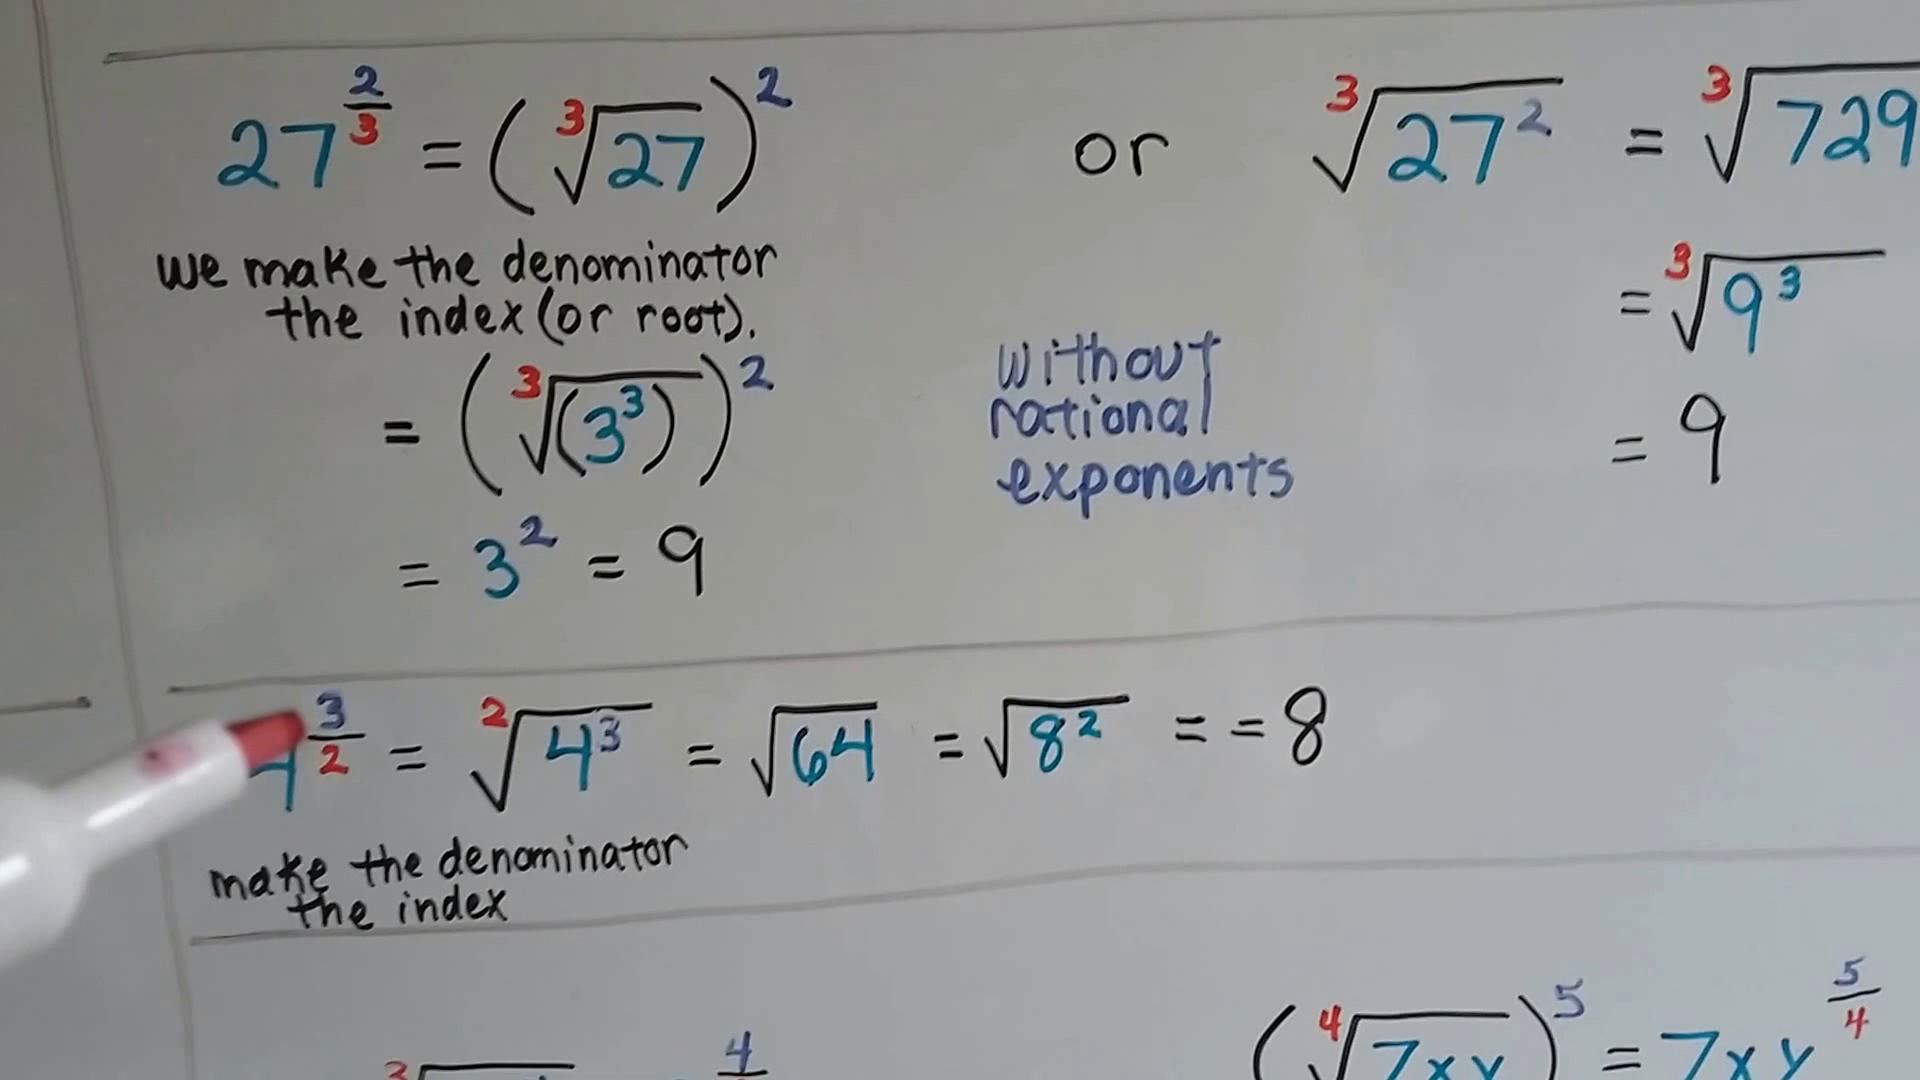 27^(2/3) = (∛27)² or ∛27² = ∛729
we make the denominator
the index (or root).
= ∛9³
= (∛(3³))²
without
rational
exponents
= 9
= 3² = 9
4^(3/2) = ²√4³ = √64 = √8² = = 8
make the denominator
the index
(∜7xy)⁵ = 7xy^(5/4)
3 √
4